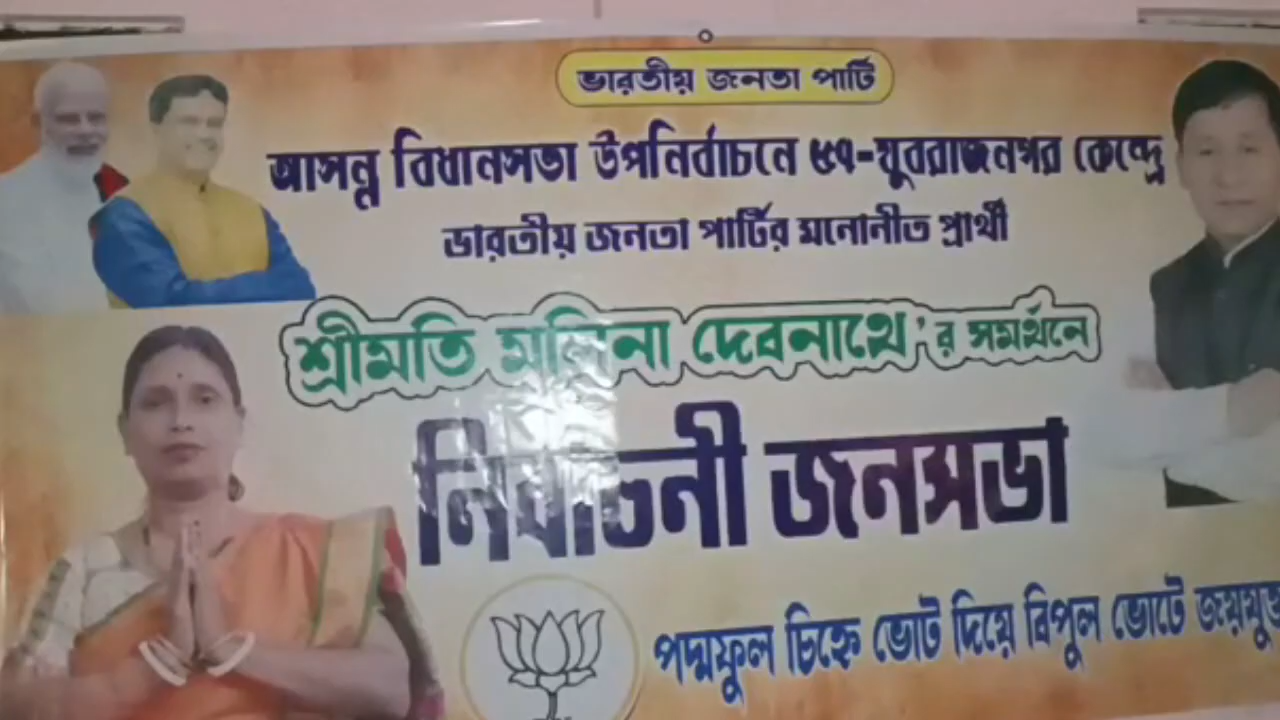 ভারতীয় জনতা পার্টি
আসন্ন বিধানসভা উপনির্বাচনে ৫৭-যুবরাজনগর কেন্দ্রে
ভারতীয় জনতা পার্টির মনোনীত প্রার্থী
শ্রীমতি মলিনা দেবনাথে'র সমর্থনে
নির্বাচনী জনসভা
পদ্মফুল চিহ্নে ভোট দিয়ে বিপুল ভোটে